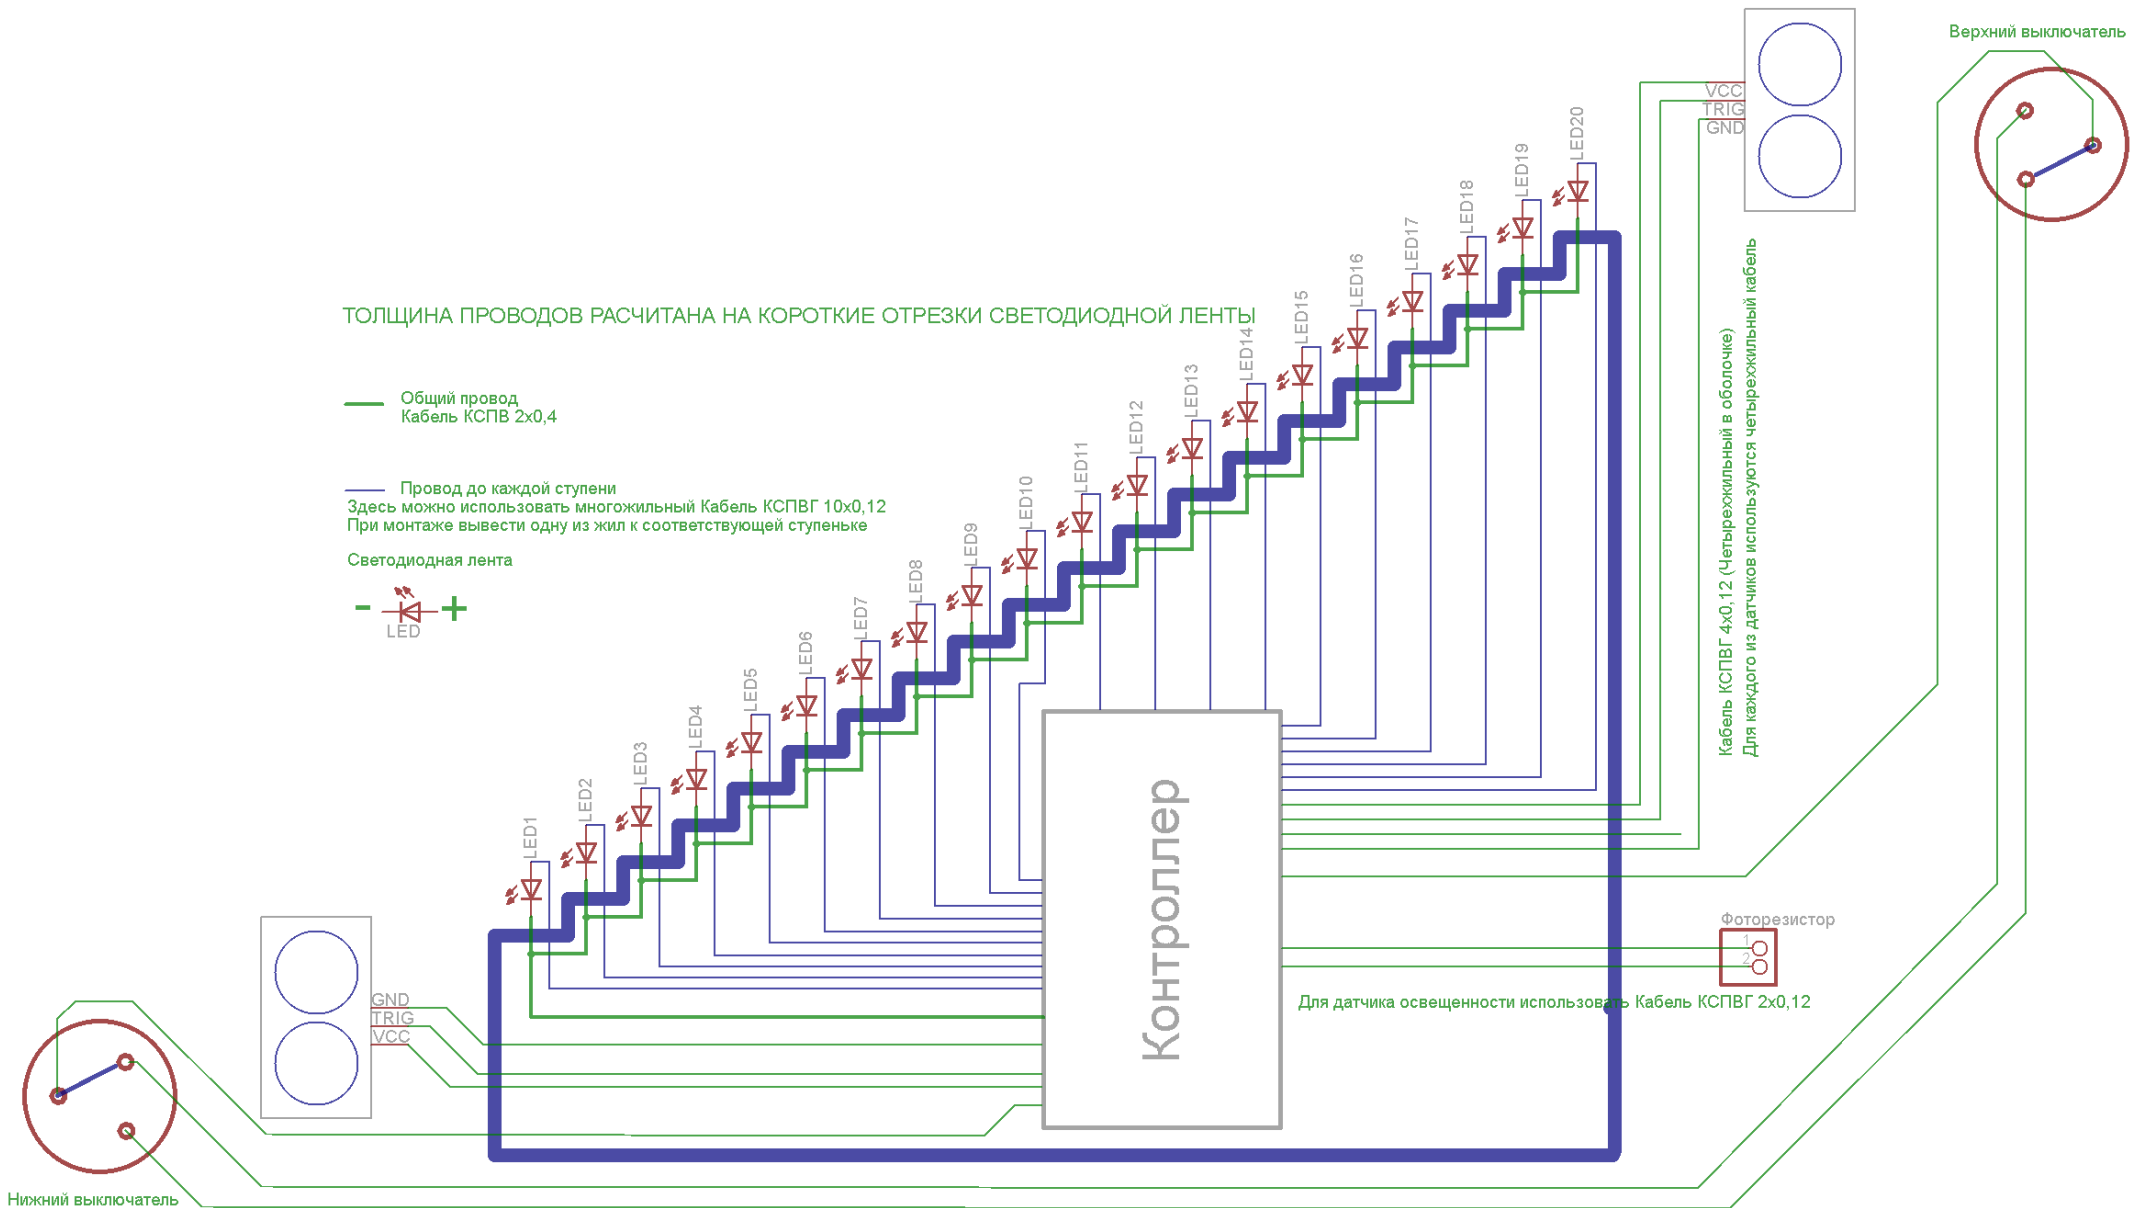 Верхний выключатель
VCC
TRIG
GND
LED20
LED19
LED18
LED17
LED16
LED15
LED14
LED13
LED12
LED11
LED10
LED9
LED8
LED7
LED6
LED5
LED4
LED3
LED2
LED1
ТОЛЩИНА ПРОВОДОВ РАСЧИТАНА НА КОРОТКИЕ ОТРЕЗКИ СВЕТОДИОДНОЙ ЛЕНТЫ
Общий провод
Кабель КСПВ 2х0,4
Провод до каждой ступени
Здесь можно использовать многожильный Кабель КСПВГ 10х0,12
При монтаже вывести одну из жил к соответствующей ступеньке
Светодиодная лента
- +
LED
Кабель КСПВГ 4х0,12 (Четырехжильный в оболочке)
Для каждого из датчиков используются четырехжильный кабель
Контроллер
Фоторезистор
1
2
Для датчика освещенности использовать Кабель КСПВГ 2х0,12
GND
TRIG
VCC
Нижний выключатель